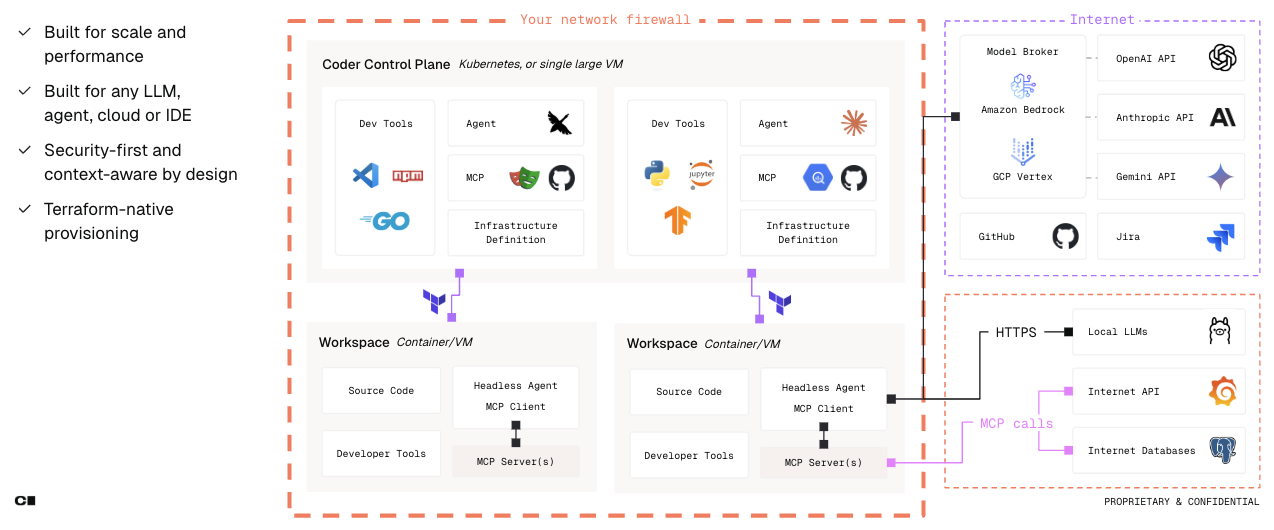 Built for scale and
performance
Built for any LLM,
agent, cloud or IDE
Security-first and
context-aware by design
Terraform-native
provisioning
Your network firewall
Coder Control Plane Kubernetes, or single large VM
Dev Tools
npm
GO
Agent
MCP
Infrastructure
Definition
Dev Tools
jupyter
Agent
MCP
Infrastructure
Definition
Workspace Container/VM
Source Code
Developer Tools
Headless Agent
MCP Client
MCP Server(s)
Workspace Container/VM
Source Code
Developer Tools
Headless Agent
MCP Client
MCP Server(s)
Internet
Model Broker
Amazon Bedrock
GCP Vertex
OpenAI API
Anthropic API
Gemini API
GitHub
Jira
HTTPS
MCP calls
Local LLMs
Internet API
Internet Databases
PROPRIETARY & CONFIDENTIAL